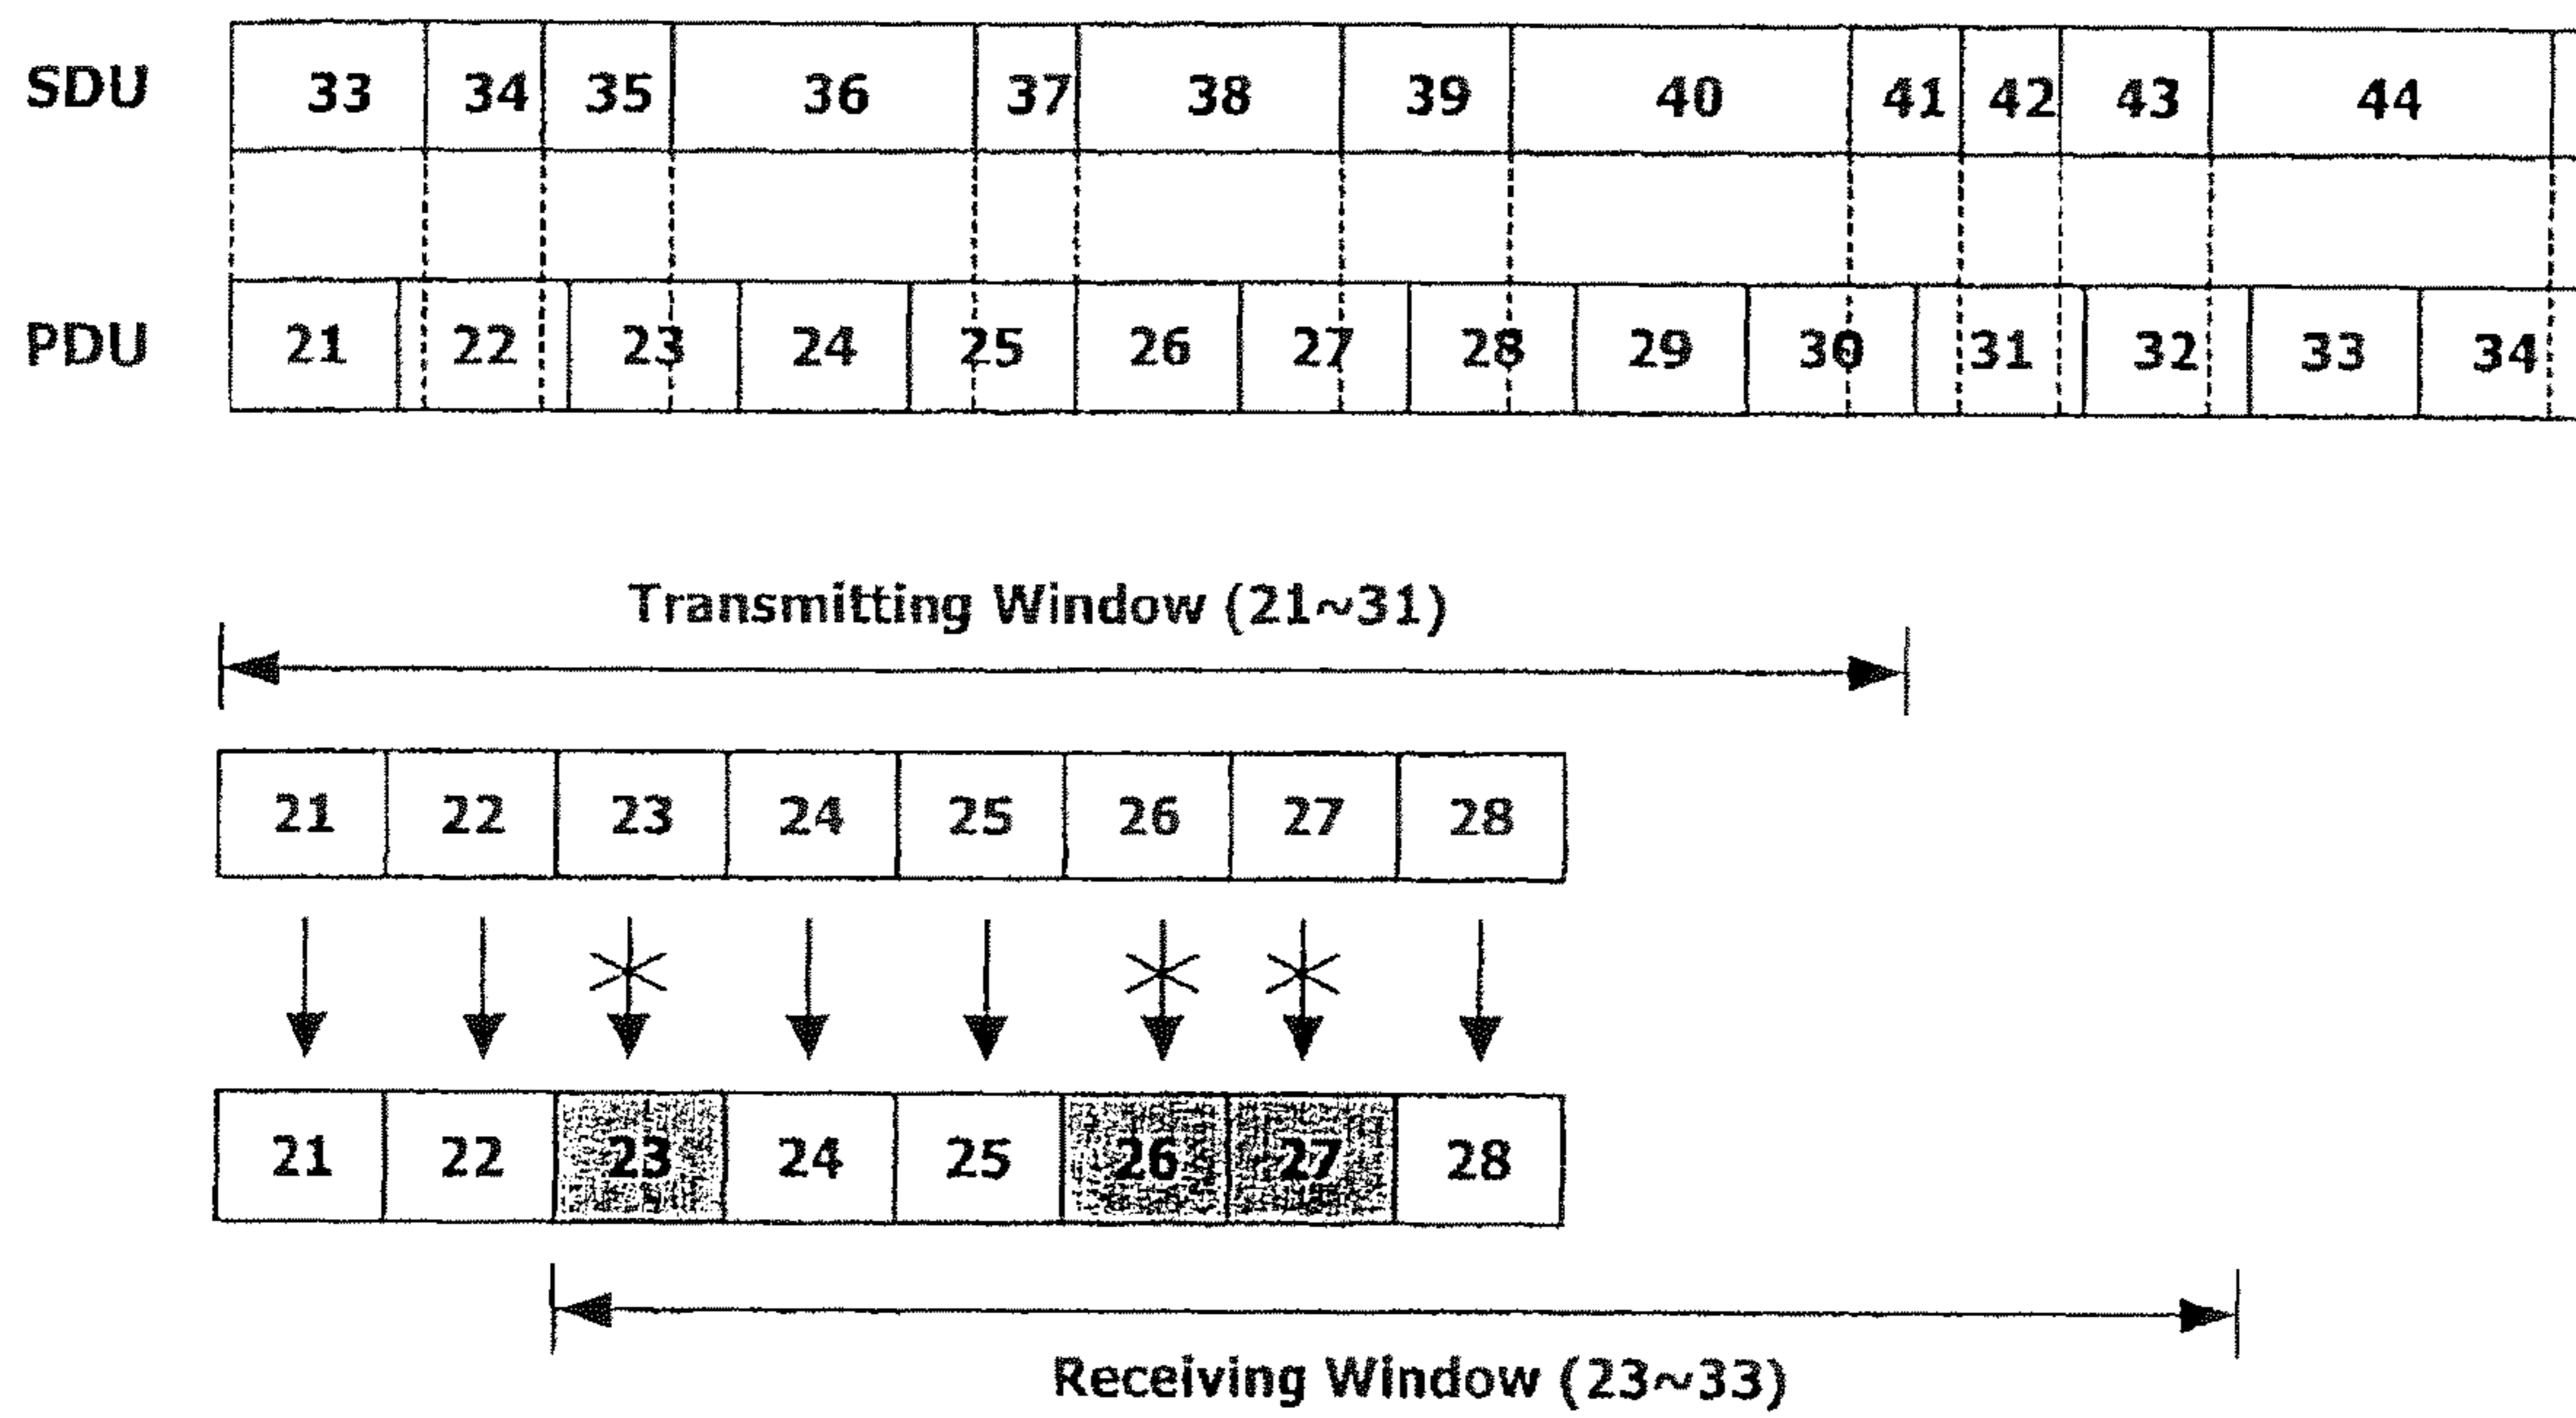 SDU 33 34 35 36 37 38 39 40 41 42 43 44
PDU 21 22 23 24 25 26 27 28 29 30 31 32 33 34
Transmitting Window (21~31)
21 22 23 24 25 26 27 28
21 22 23 24 25 26 27 28
Receiving Window (23~33)